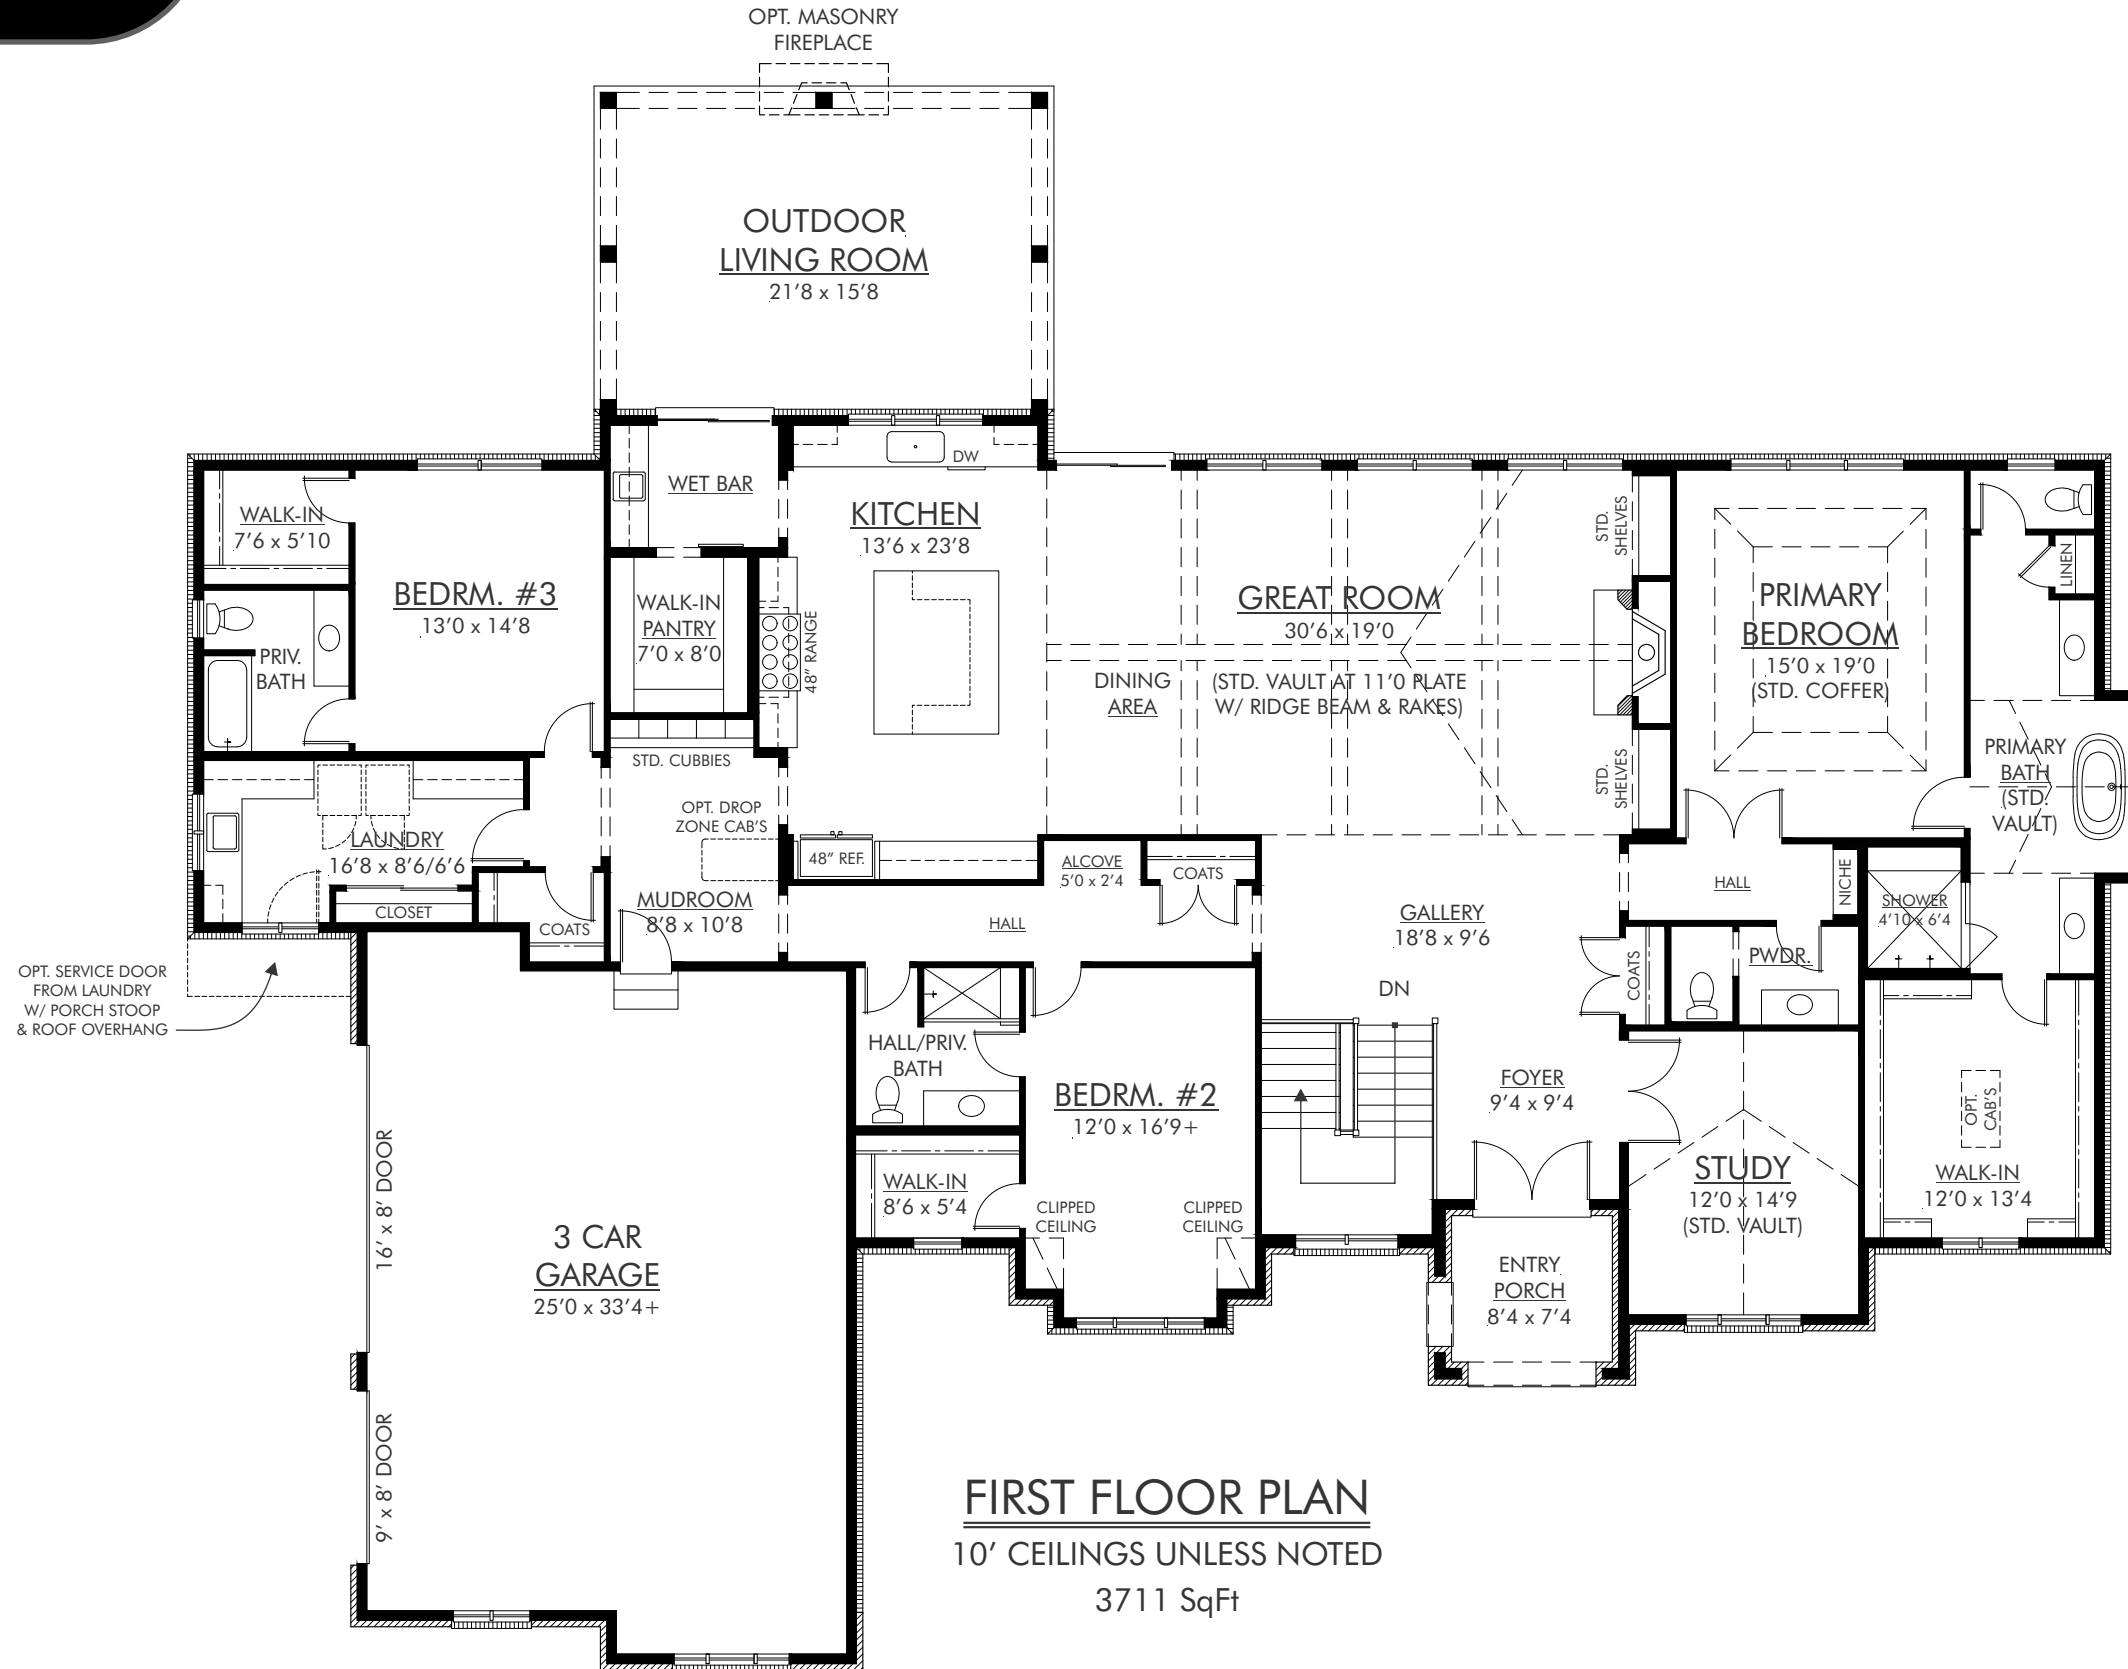 OPT. MASONRY
FIREPLACE
OUTDOOR
LIVING ROOM
21'8 x 15'8
WET BAR
DW
KITCHEN
13'6 x 23'8
WALK-IN
7'6 x 5'10
BEDRM. #3
13'0 x 14'8
PRIV.
BATH
WALK-IN
PANTRY
7'0 x 8'0
48" RANGE
GREAT ROOM
30'6 x 19'0
(STD. VAULT AT 11'0 PLATE
W/ RIDGE BEAM & RAKES)
DINING
AREA
STD.
SHELVES
STD.
SHELVES
PRIMARY
BEDROOM
15'0 x 19'0
(STD. COFFER)
LINEN
PRIMARY
BATH
(STD.
VAULT)
STD. CUBBIES
OPT. DROP
ZONE CAB'S
LAUNDRY
16'8 x 8'6/6'6
CLOSET
COATS
MUDROOM
8'8 x 10'8
48" REF.
ALCOVE
5'0 x 2'4
COATS
HALL
GALLERY
18'8 x 9'6
HALL
NICHE
SHOWER
4'10 x 6'4
COATS
PWDR.
OPT. SERVICE DOOR
FROM LAUNDRY
W/ PORCH STOOP
& ROOF OVERHANG
DN
HALL/PRIV.
BATH
BEDRM. #2
12'0 x 16'9+
FOYER
9'4 x 9'4
OPT.
CAB'S
WALK-IN
12'0 x 13'4
STUDY
12'0 x 14'9
(STD. VAULT)
WALK-IN
8'6 x 5'4
CLIPPED
CEILING
CLIPPED
CEILING
16' x 8' DOOR
3 CAR
GARAGE
25'0 x 33'4+
ENTRY
PORCH
8'4 x 7'4
9' x 8' DOOR
FIRST FLOOR PLAN
10' CEILINGS UNLESS NOTED
3711 SqFt